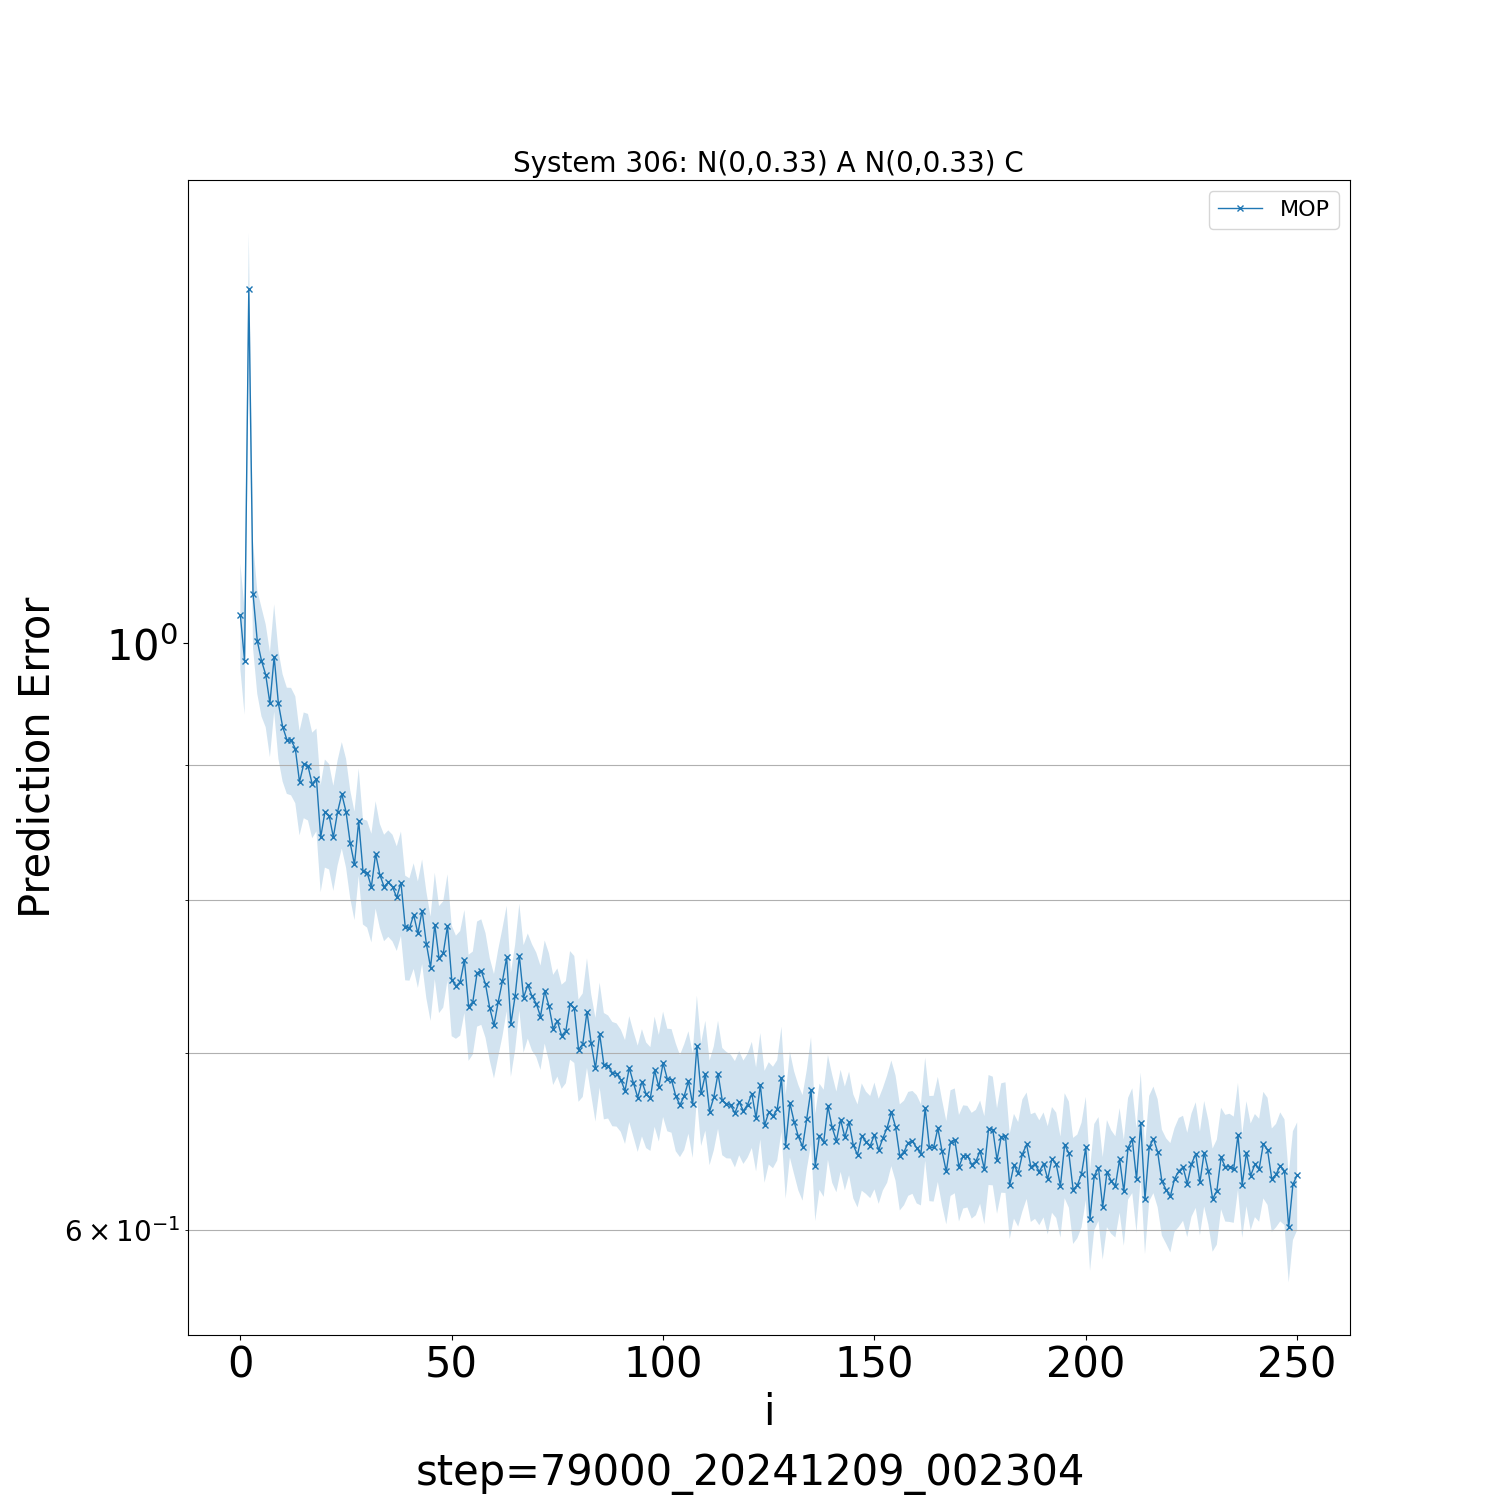 System 306: N(0,0.33) A N(0,0.33) C
MOP
Prediction Error
10⁰
6 × 10⁻¹
0 50 100 150 200 250
i
step=79000_20241209_002304